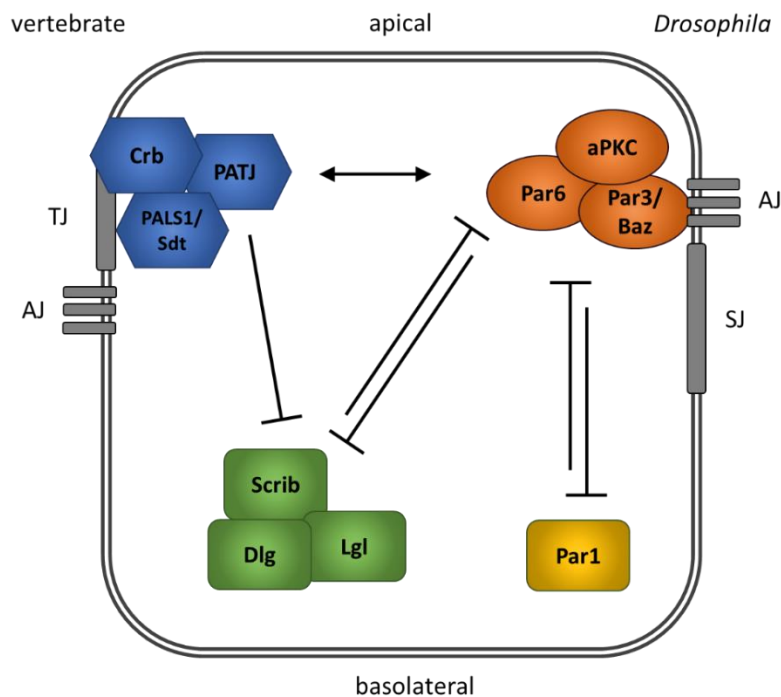 vertebrate
apical
Drosophila
Crb
PATJ
PALS1/
Sdt
aPKC
Par6
Par3/
Baz
TJ
AJ
AJ
SJ
Scrib
Dlg
Lgl
Par1
basolateral